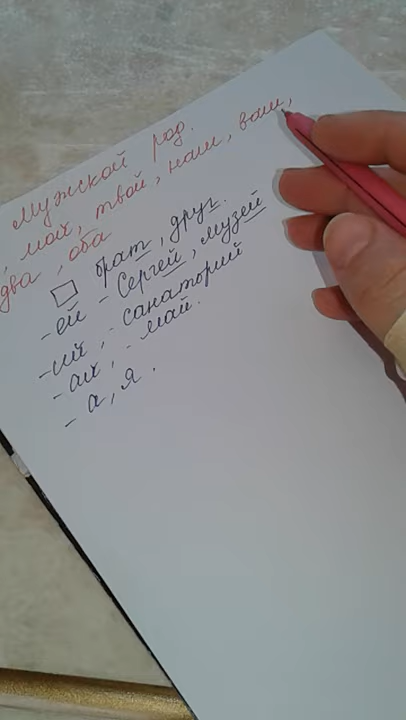 Мужской род.
, мой, твой, наш, ваш,
два, оба
□ брат, друг.
- ей - Сергей, музей
- ий, - санаторий
- ай, - май.
- а, я.